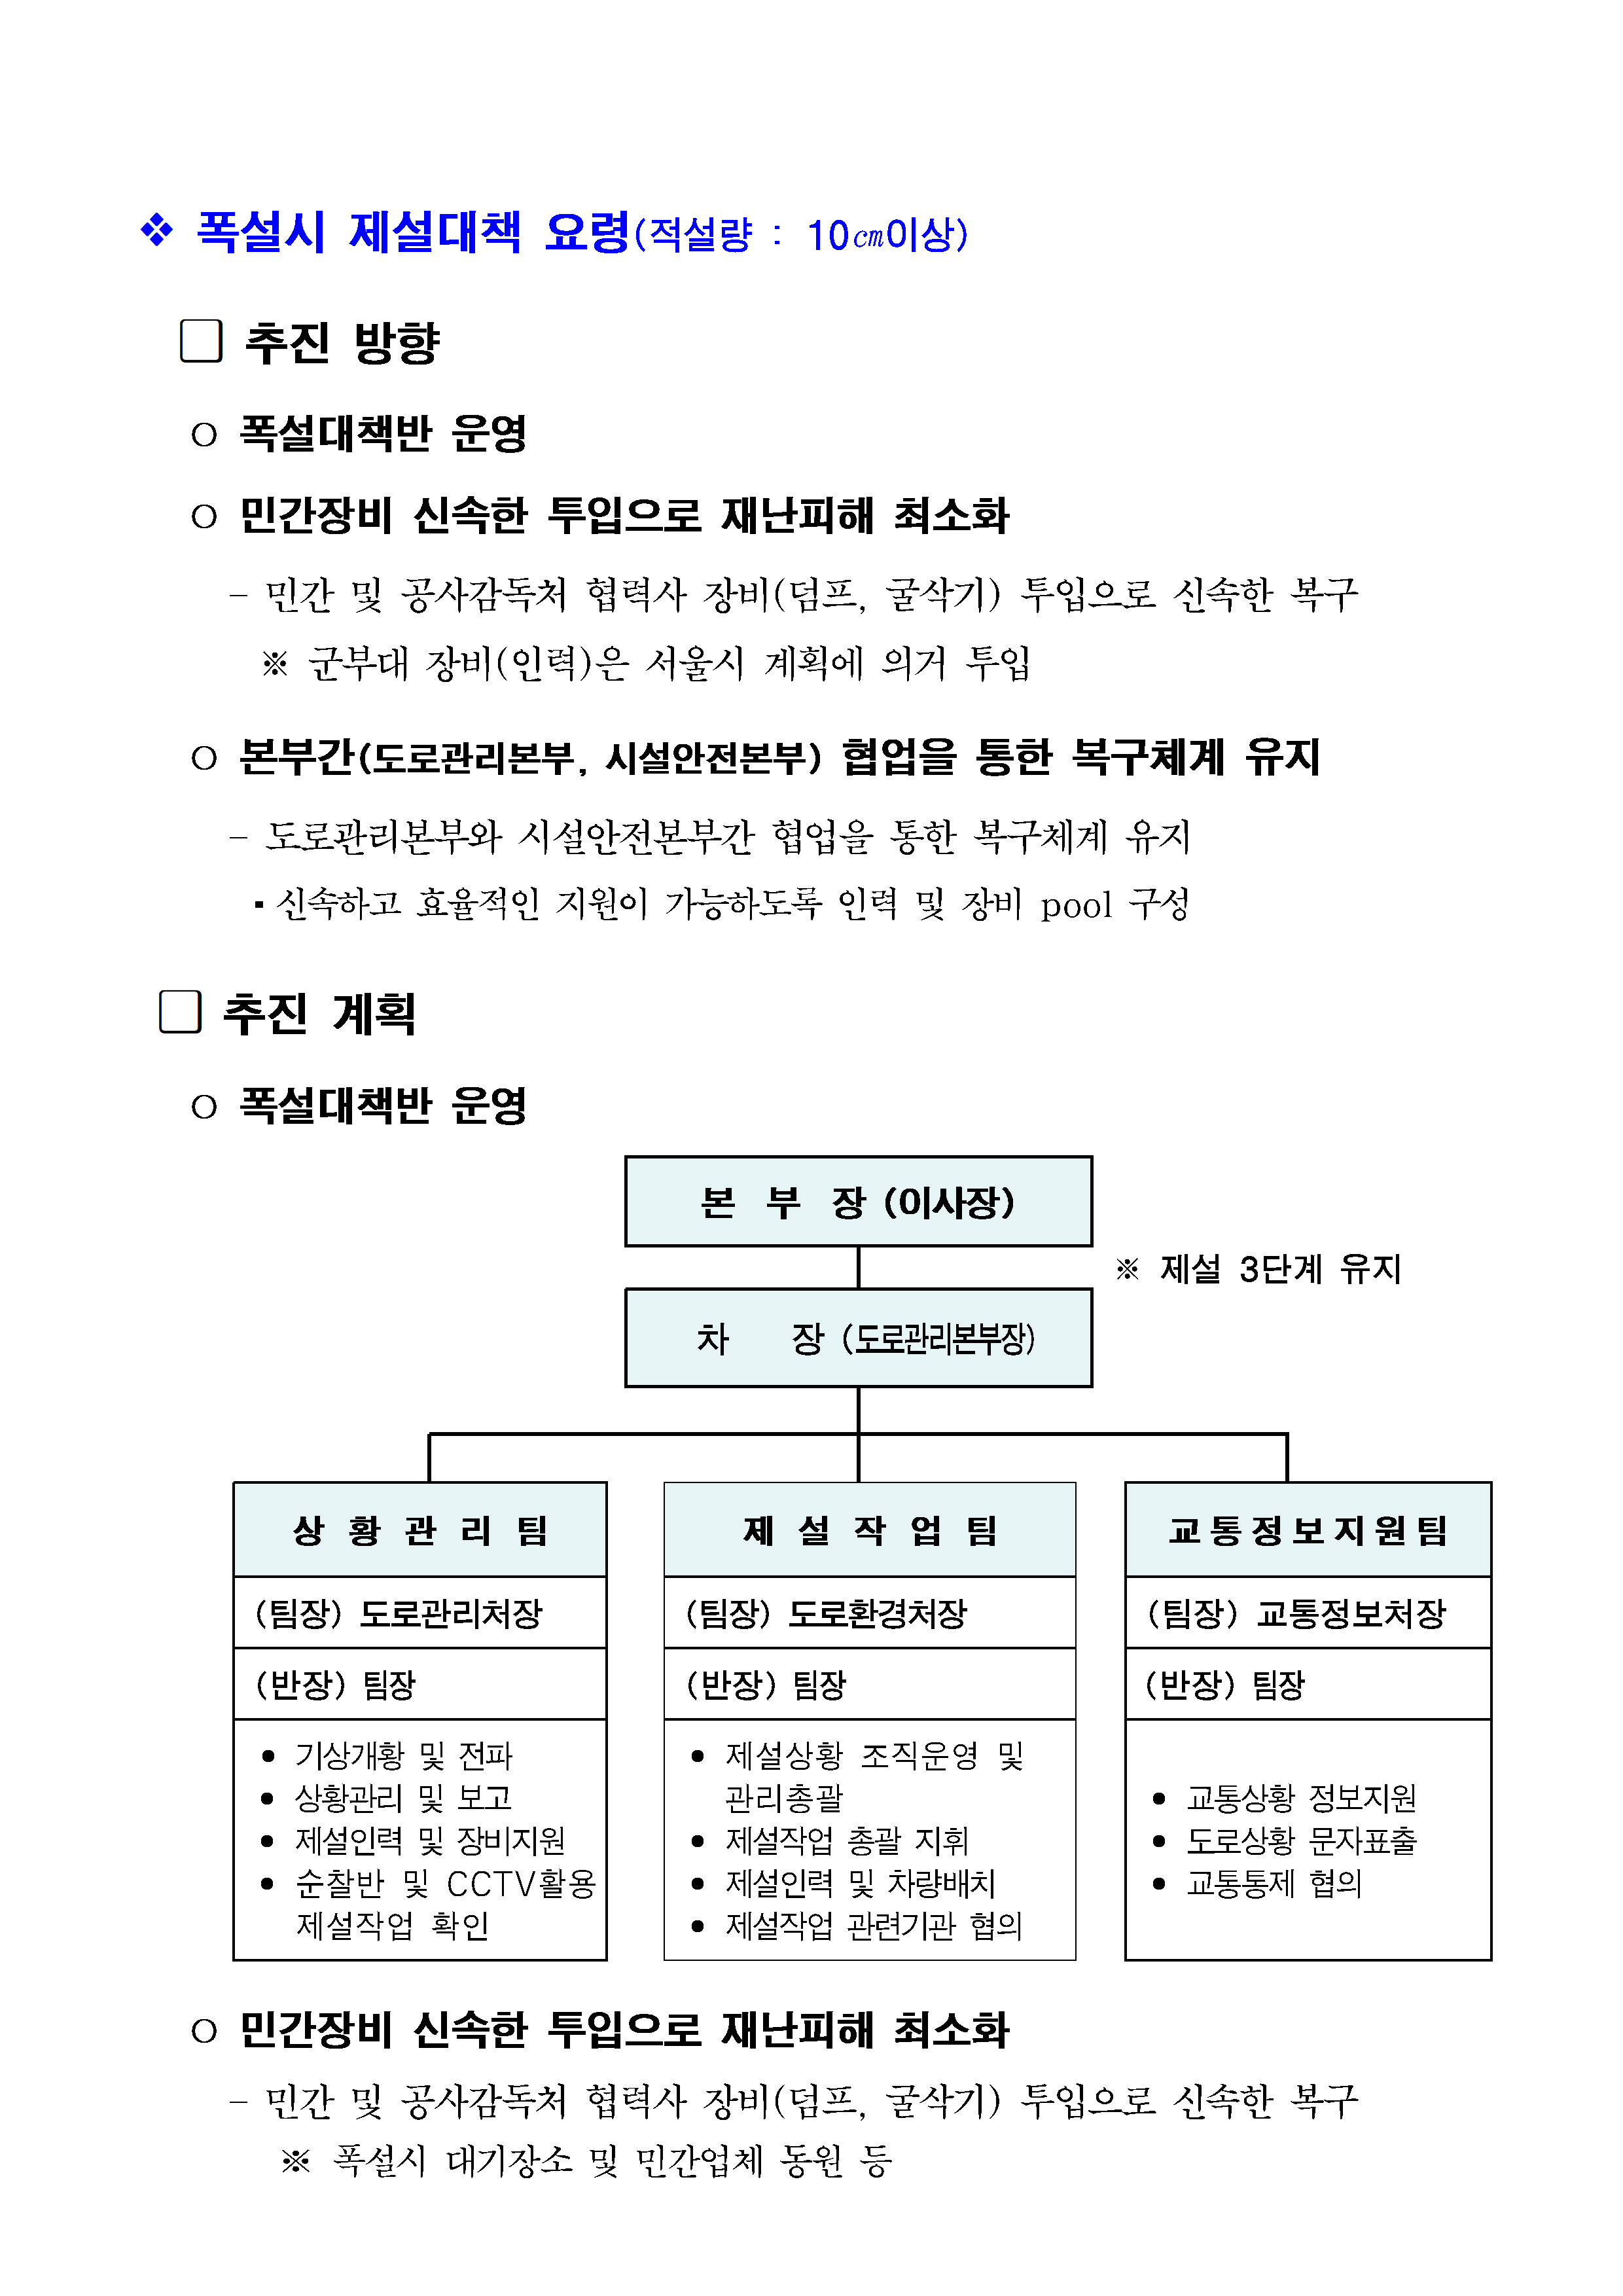 ❖ 폭설시 제설대책 요령(적설량 : 10㎝이상)
□ 추진 방향
○ 폭설대책반 운영
○ 민간장비 신속한 투입으로 재난피해 최소화
- 민간 및 공사감독처 협력사 장비(덤프, 굴삭기) 투입으로 신속한 복구
※ 군부대 장비(인력)은 서울시 계획에 의거 투입
○ 본부간(도로관리본부, 시설안전본부) 협업을 통한 복구체계 유지
- 도로관리본부와 시설안전본부간 협업을 통한 복구체계 유지
▪ 신속하고 효율적인 지원이 가능하도록 인력 및 장비 pool 구성
□ 추진 계획
○ 폭설대책반 운영
본 부 장 (이사장)
※ 제설 3단계 유지
차 장 (도로관리본부장)
상 황 관 리 팀
(팀장) 도로관리처장
(반장) 팀장
• 기상개황 및 전파
• 상황관리 및 보고
• 제설인력 및 장비지원
• 순찰반 및 CCTV활용
제설작업 확인
제 설 작 업 팀
(팀장) 도로환경처장
(반장) 팀장
• 제설상황 조직운영 및
관리총괄
• 제설작업 총괄 지휘
• 제설인력 및 차량배치
• 제설작업 관련기관 협의
교통정보지원팀
(팀장) 교통정보처장
(반장) 팀장
• 교통상황 정보지원
• 도로상황 문자표출
• 교통통제 협의
○ 민간장비 신속한 투입으로 재난피해 최소화
- 민간 및 공사감독처 협력사 장비(덤프, 굴삭기) 투입으로 신속한 복구
※ 폭설시 대기장소 및 민간업체 동원 등